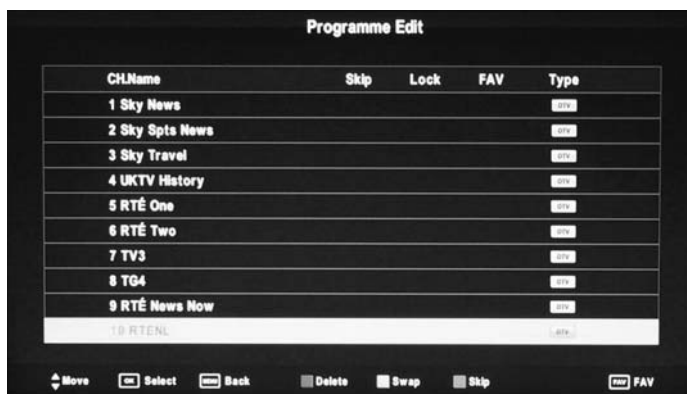 Programme Edit
CH.Name Skip Lock FAV Type
1 Sky News DTV
2 Sky Spts News DTV
3 Sky Travel DTV
4 UKTV History DTV
5 RTÉ One DTV
6 RTÉ Two DTV
7 TV3 DTV
8 TG4 DTV
9 RTÉ News Now DTV
10 RTENL DTV
Move OK Select MENU Back Delete Swap Skip FAV FAV